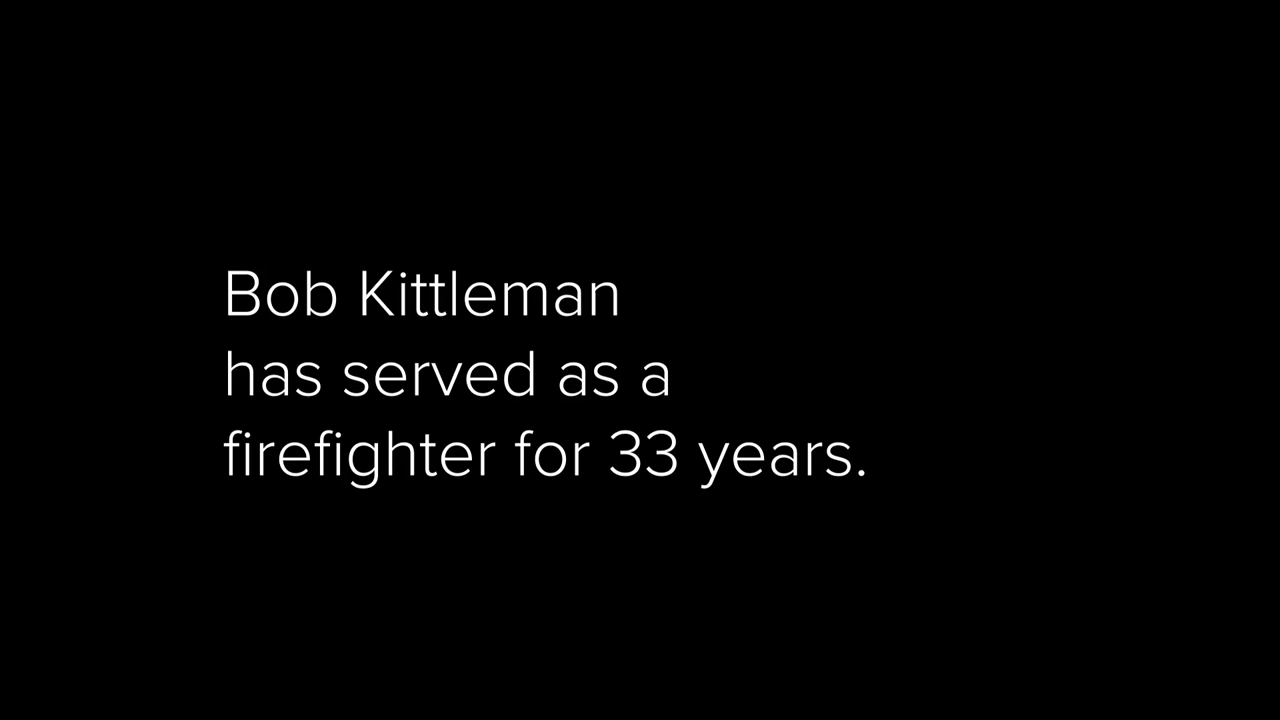 Bob Kittleman
has served as a
firefighter for 33 years.